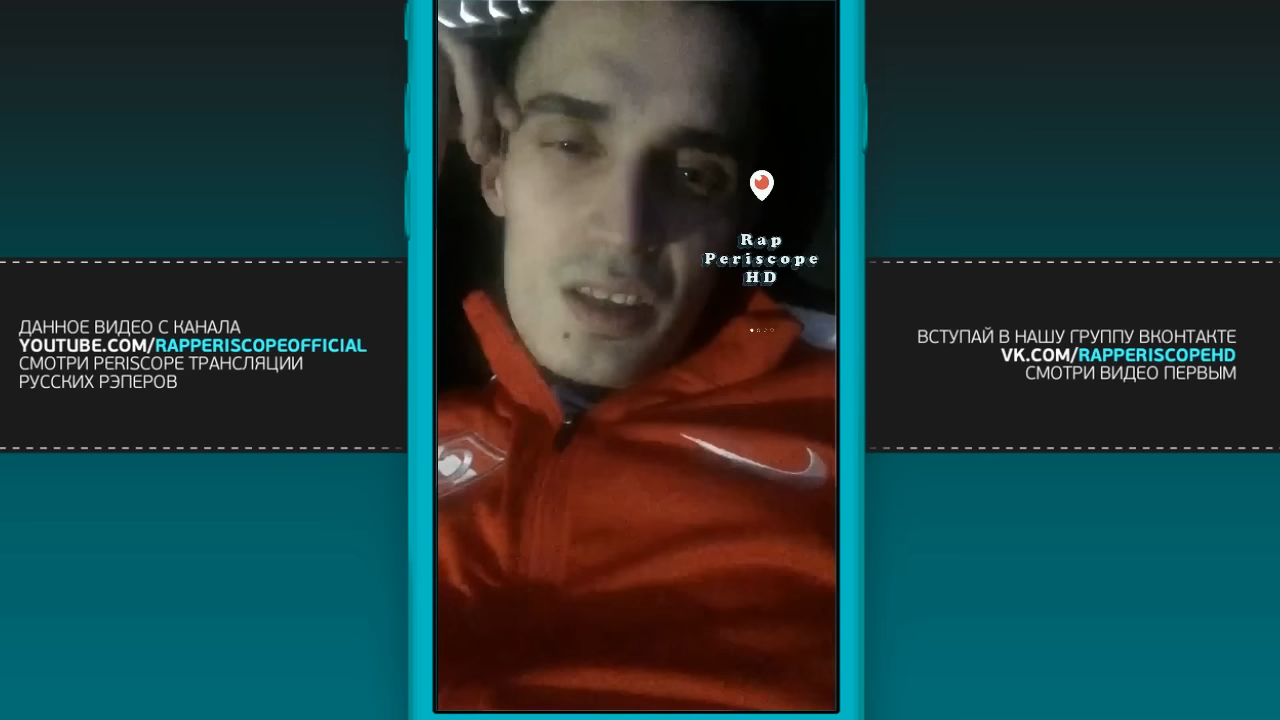 ДАННОЕ ВИДЕО С КАНАЛА
YOUTUBE.COM/RAPPERISCOPEOFFICIAL
СМОТРИ PERISCOPE ТРАНСЛЯЦИИ
РУССКИХ РЭПЕРОВ
Rap
Periscope
HD
ВСТУПАЙ В НАШУ ГРУППУ ВКОНТАКТЕ
VK.COM/RAPPERISCOPEHD
СМОТРИ ВИДЕО ПЕРВЫМ